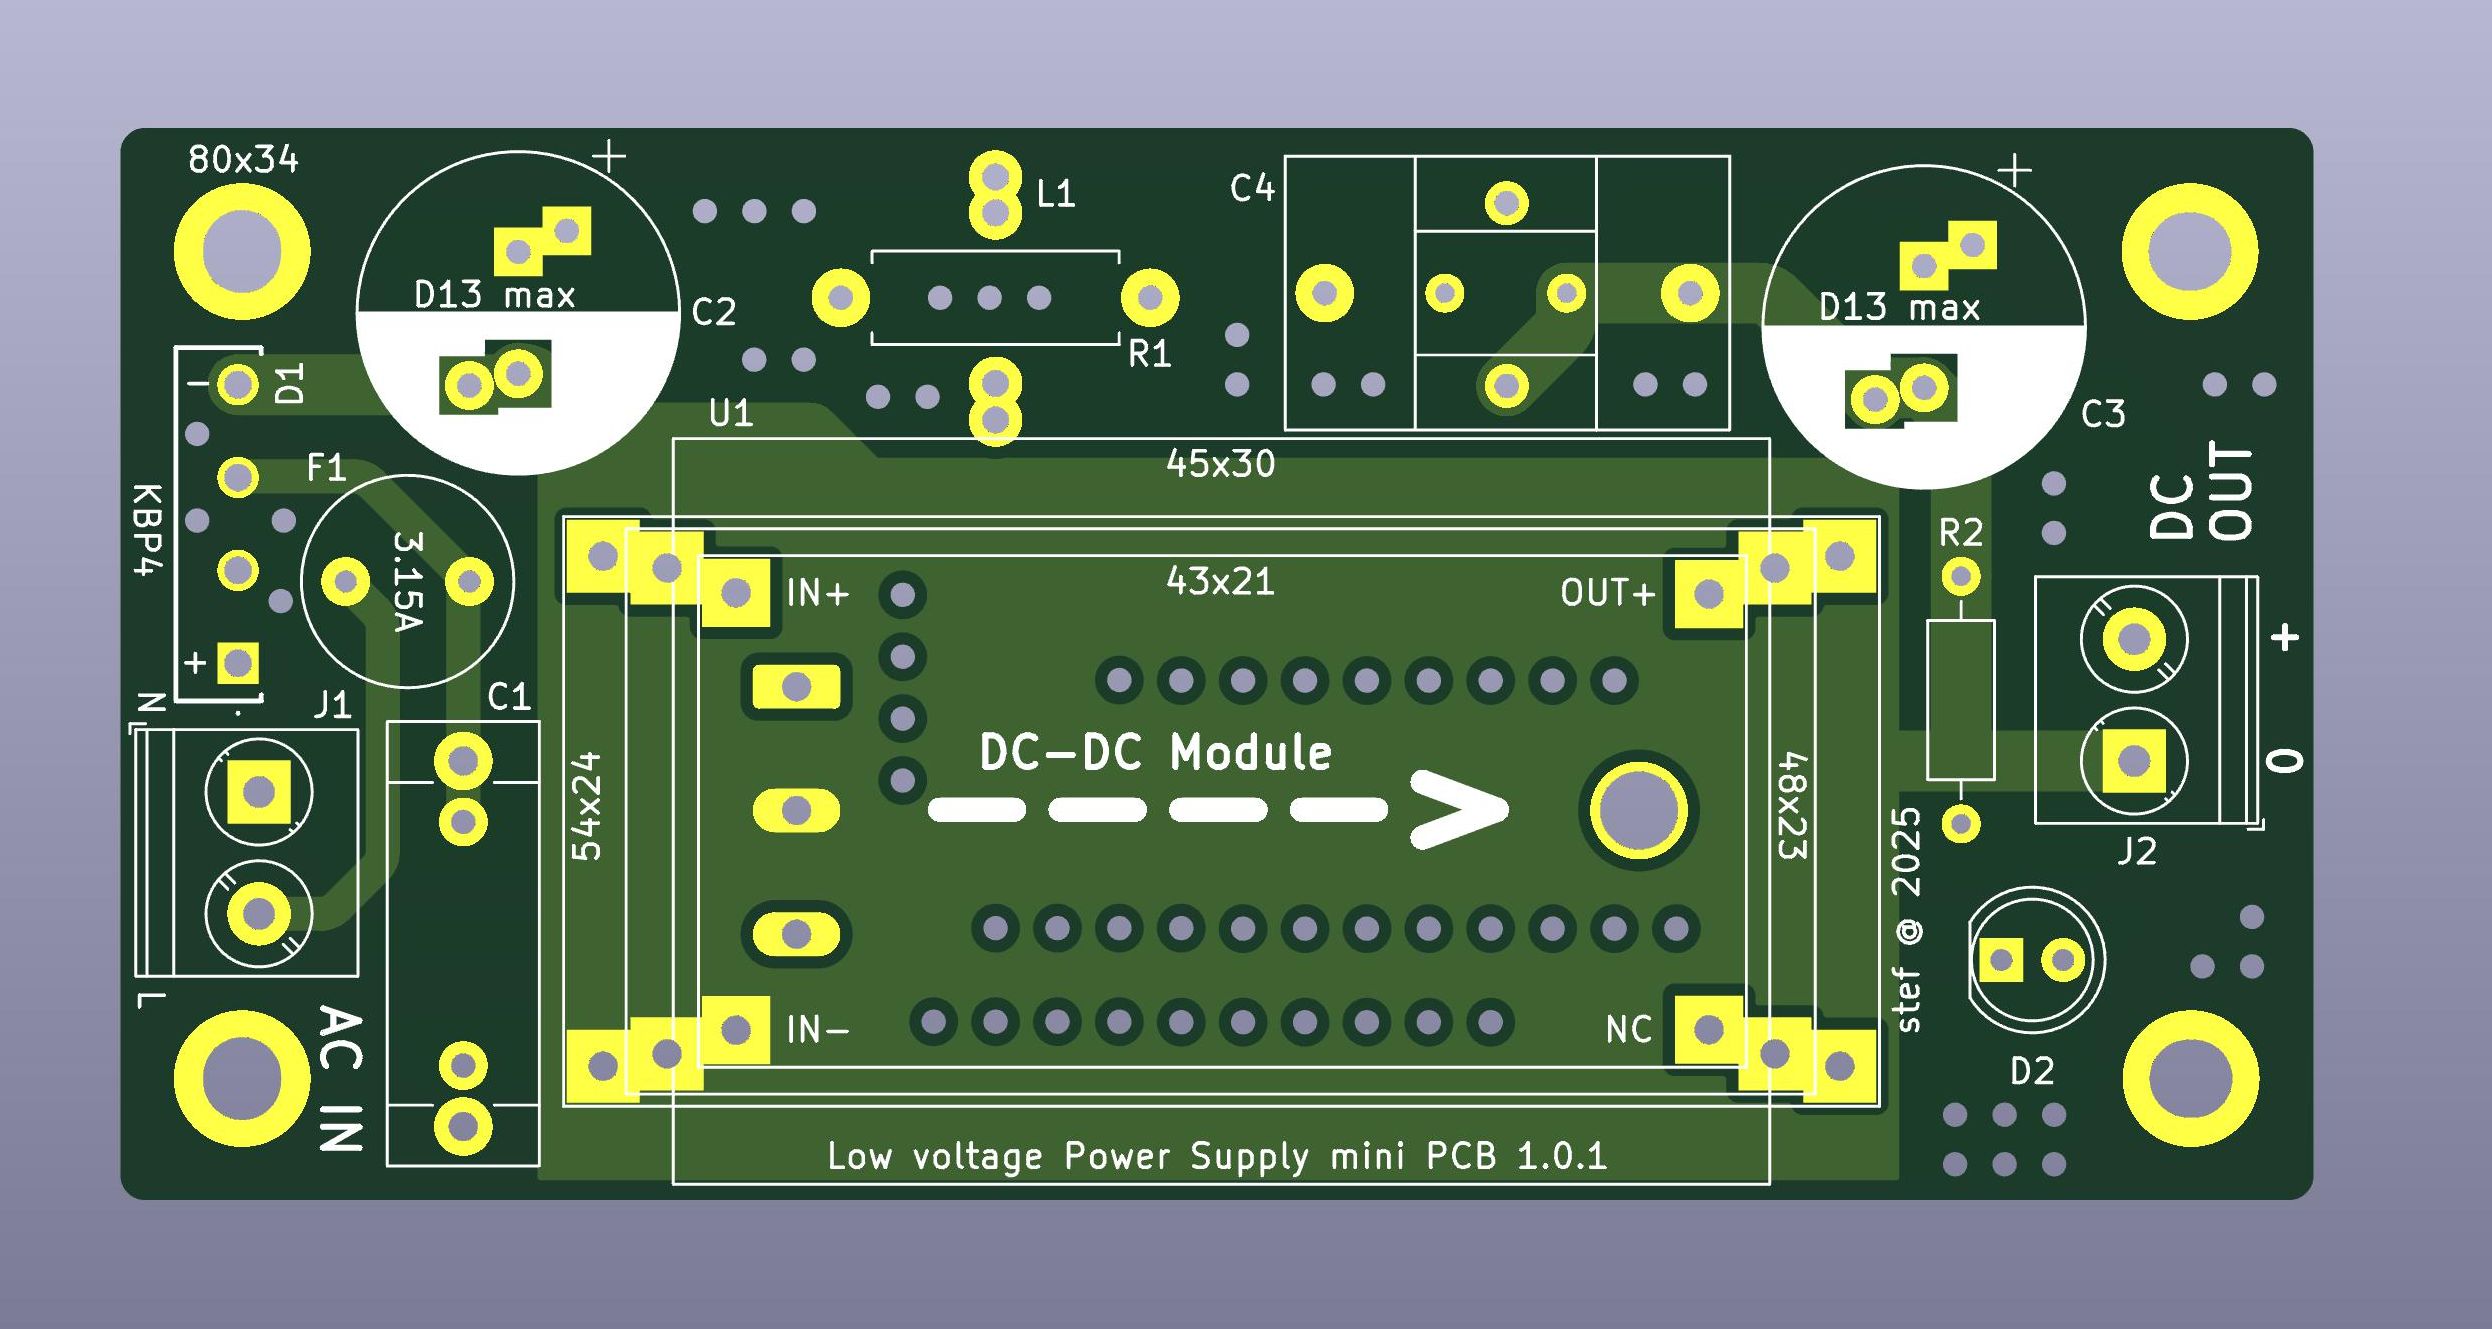 80x34
+
+
L1
C4
D13 max
D13 max
C2
R1
-
D1
U1
C3
F1
45x30
DC
OUT
KBP4
3.15A
R2
IN+
43x21
OUT+
+
+
N
J1
C1
DC-DC Module
54x24
48x23
0
J2
stef @ 2025
L
AC IN
IN-
NC
D2
Low voltage Power Supply mini PCB 1.0.1